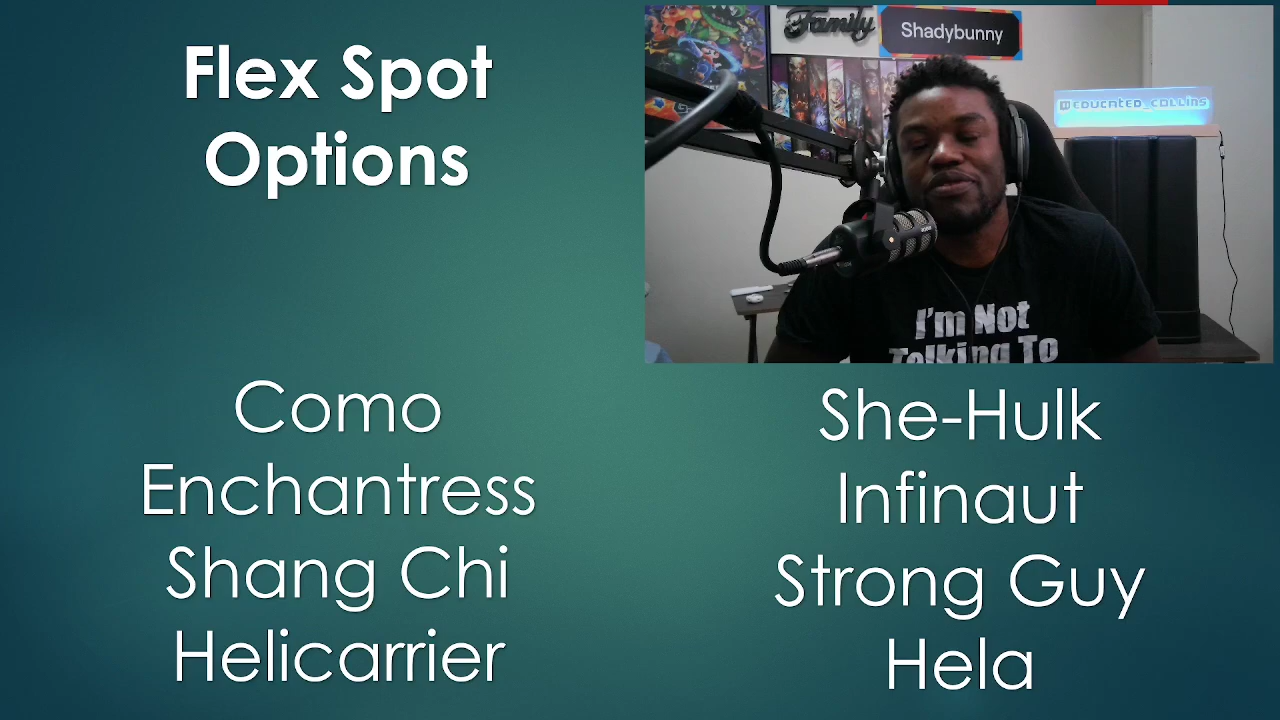 Flex Spot
Options
Family
Shadybunny
EDUCATED_COLLINS
I'm Not
Talking To
Como
Enchantress
Shang Chi
Helicarrier
She-Hulk
Infinaut
Strong Guy
Hela